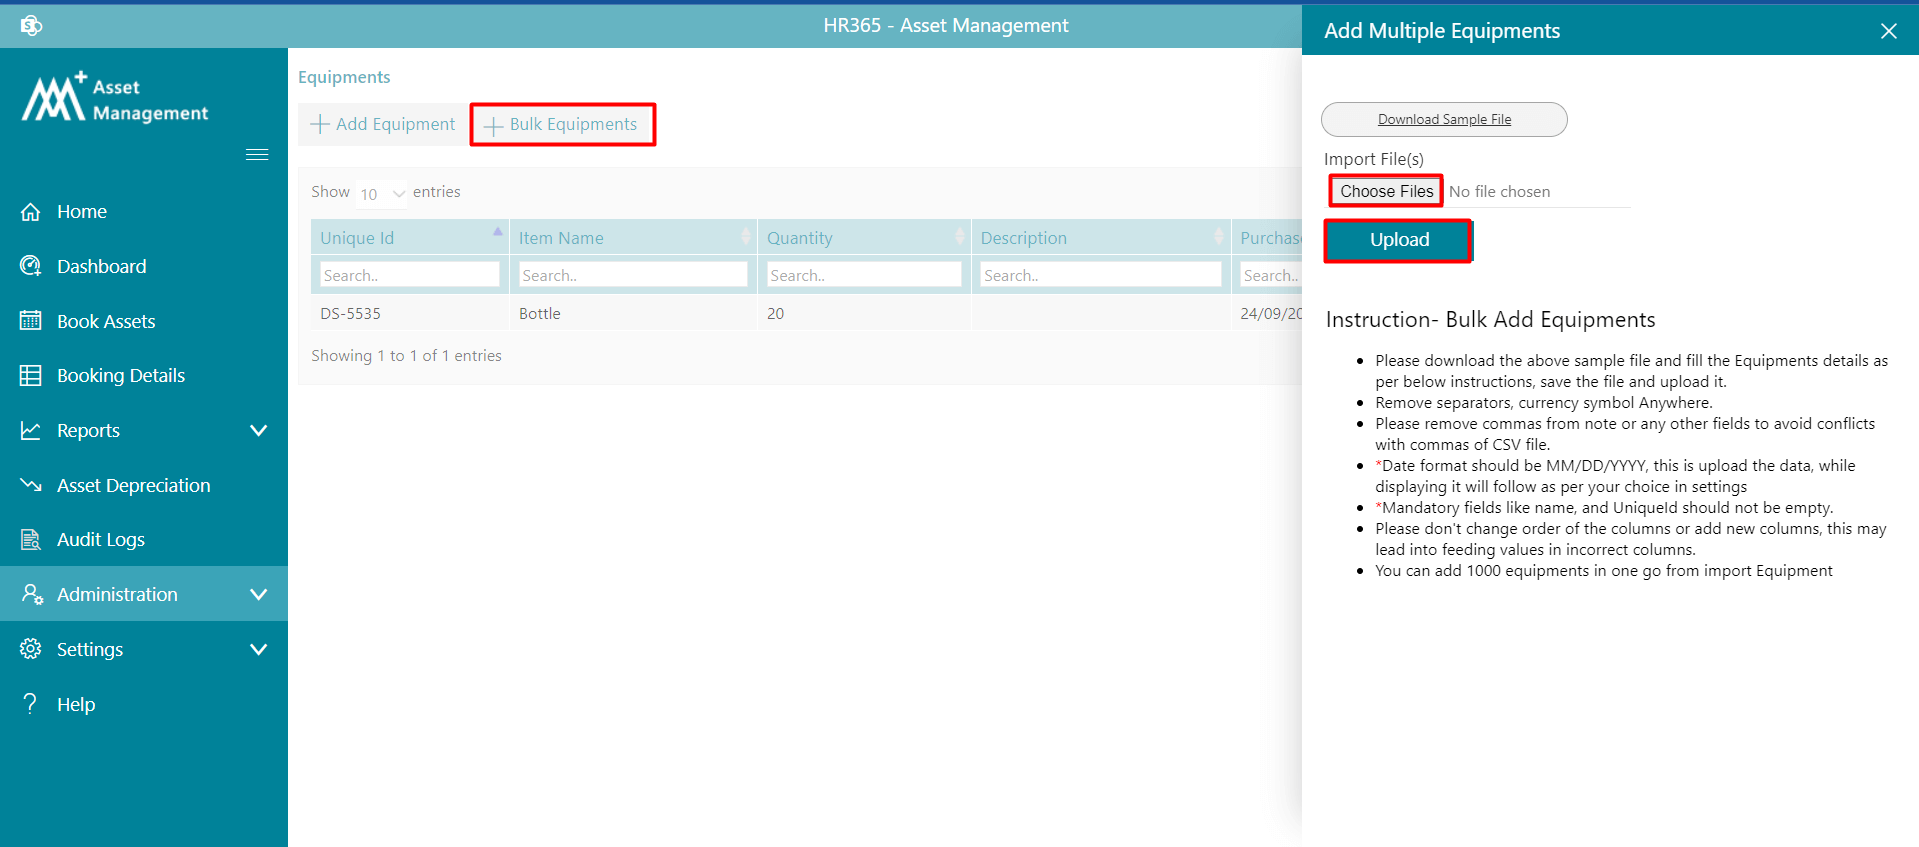 HR365 - Asset Management
Asset
Management
Home
Dashboard
Book Assets
Booking Details
Reports
Asset Depreciation
Audit Logs
Administration
Settings
Help
Equipments
Add Equipment
Bulk Equipments
Show 10 entries
Unique Id Item Name Quantity Description
Search.. Search.. Search.. Search.. Search..
DS-5535 Bottle 20
Showing 1 to 1 of 1 entries
Add Multiple Equipments
Download Sample File
Import File(s)
Choose Files No file chosen
Upload
Instruction- Bulk Add Equipments
• Please download the above sample file and fill the Equipments details as
per below instructions, save the file and upload it.
• Remove separators, currency symbol Anywhere.
• Please remove commas from note or any other fields to avoid conflicts
with commas of CSV file.
• *Date format should be MM/DD/YYYY, this is upload the data, while
displaying it will follow as per your choice in settings
• *Mandatory fields like name, and UniqueId should not be empty.
• Please don't change order of the columns or add new columns, this may
lead into feeding values in incorrect columns.
• You can add 1000 equipments in one go from import Equipment